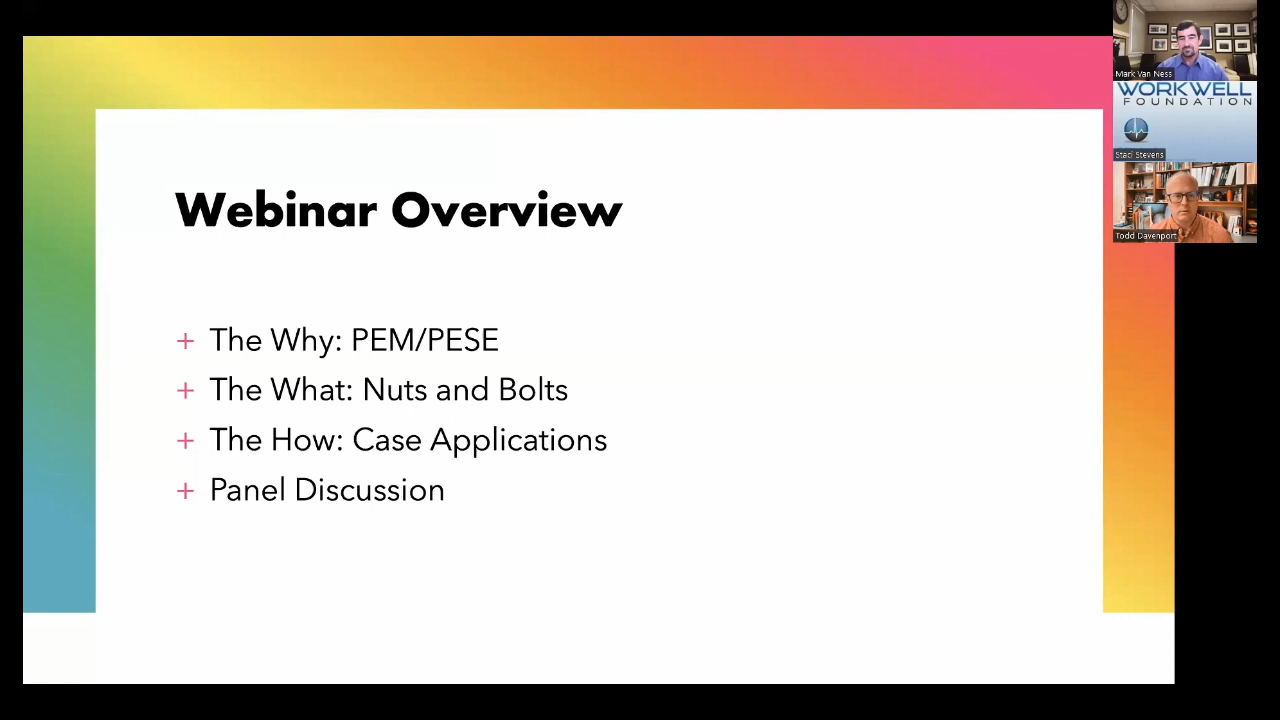 Webinar Overview
+ The Why: PEM/PESE
+ The What: Nuts and Bolts
+ The How: Case Applications
+ Panel Discussion
Mark Van Ness
WORKWELL
FOUNDATION
Staci Stevens
Todd Davenport